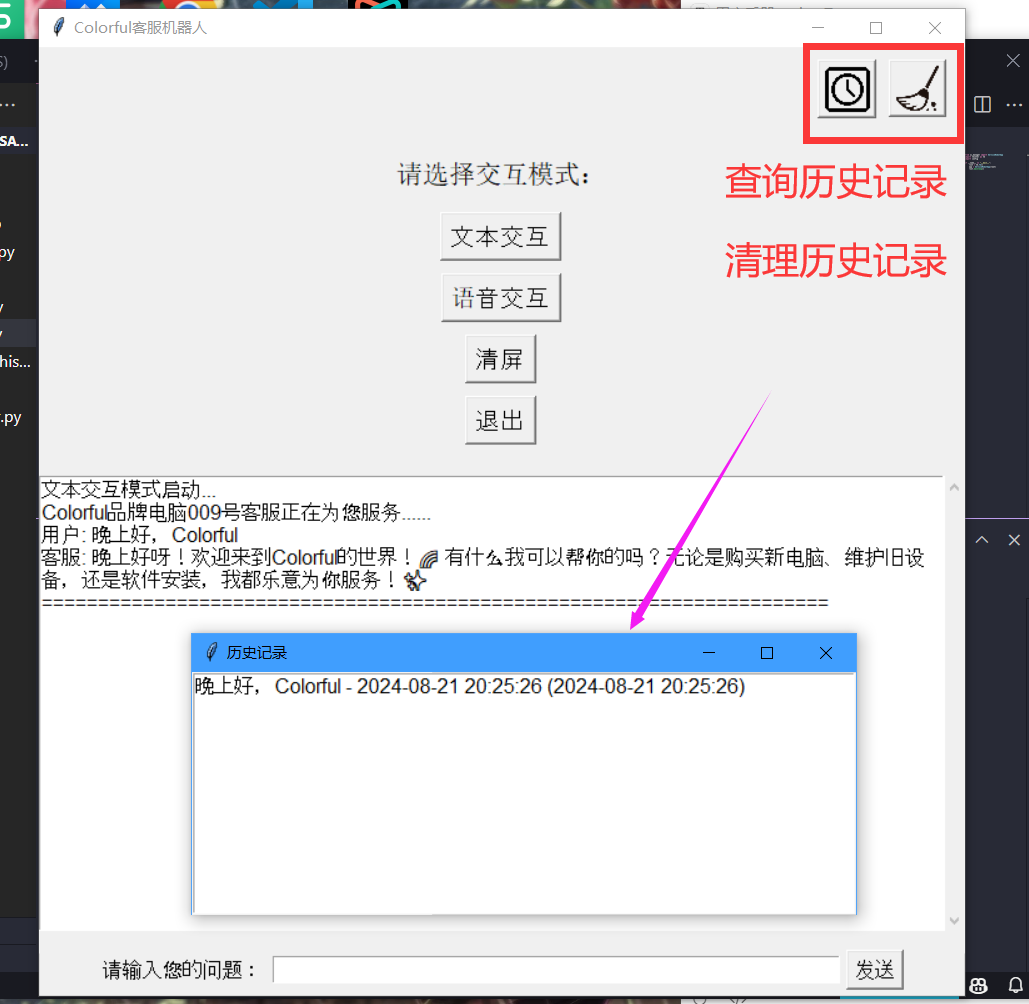 Colorful客服机器人
请选择交互模式：
查询历史记录
文本交互
清理历史记录
语音交互
清屏
退出
SA...
py
his...
.py
文本交互模式启动...
Colorful品牌电脑009号客服正在为您服务......
用户: 晚上好，Colorful
客服: 晚上好呀！欢迎来到Colorful的世界！🌈 有什么我可以帮你的吗？无论是购买新电脑、维护旧设
备，还是软件安装，我都乐意为你服务！✨
======================================================================
历史记录
晚上好，Colorful - 2024-08-21 20:25:26 (2024-08-21 20:25:26)
请输入您的问题：
发送